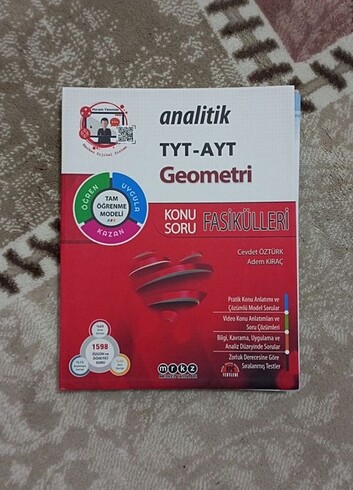 analitik
TYT-AYT
Geometri
ÖĞREN
UYGULA
KAZAN
TAM
ÖĞRENME
MODELİ
KONU
SORU
FASİKÜLLERİ
Cevdet ÖZTÜRK
Adem KIRAÇ
Pratik Konu Anlatımı ve
Çözümlü Model Sorular
Video Konu Anlatımları ve
Soru Çözümleri
Bilgi, Kavrama, Uygulama ve
Analiz Düzeyinde Sorular
Zorluk Derecesine Göre
Sıralanmış Testler
1598
mrkz